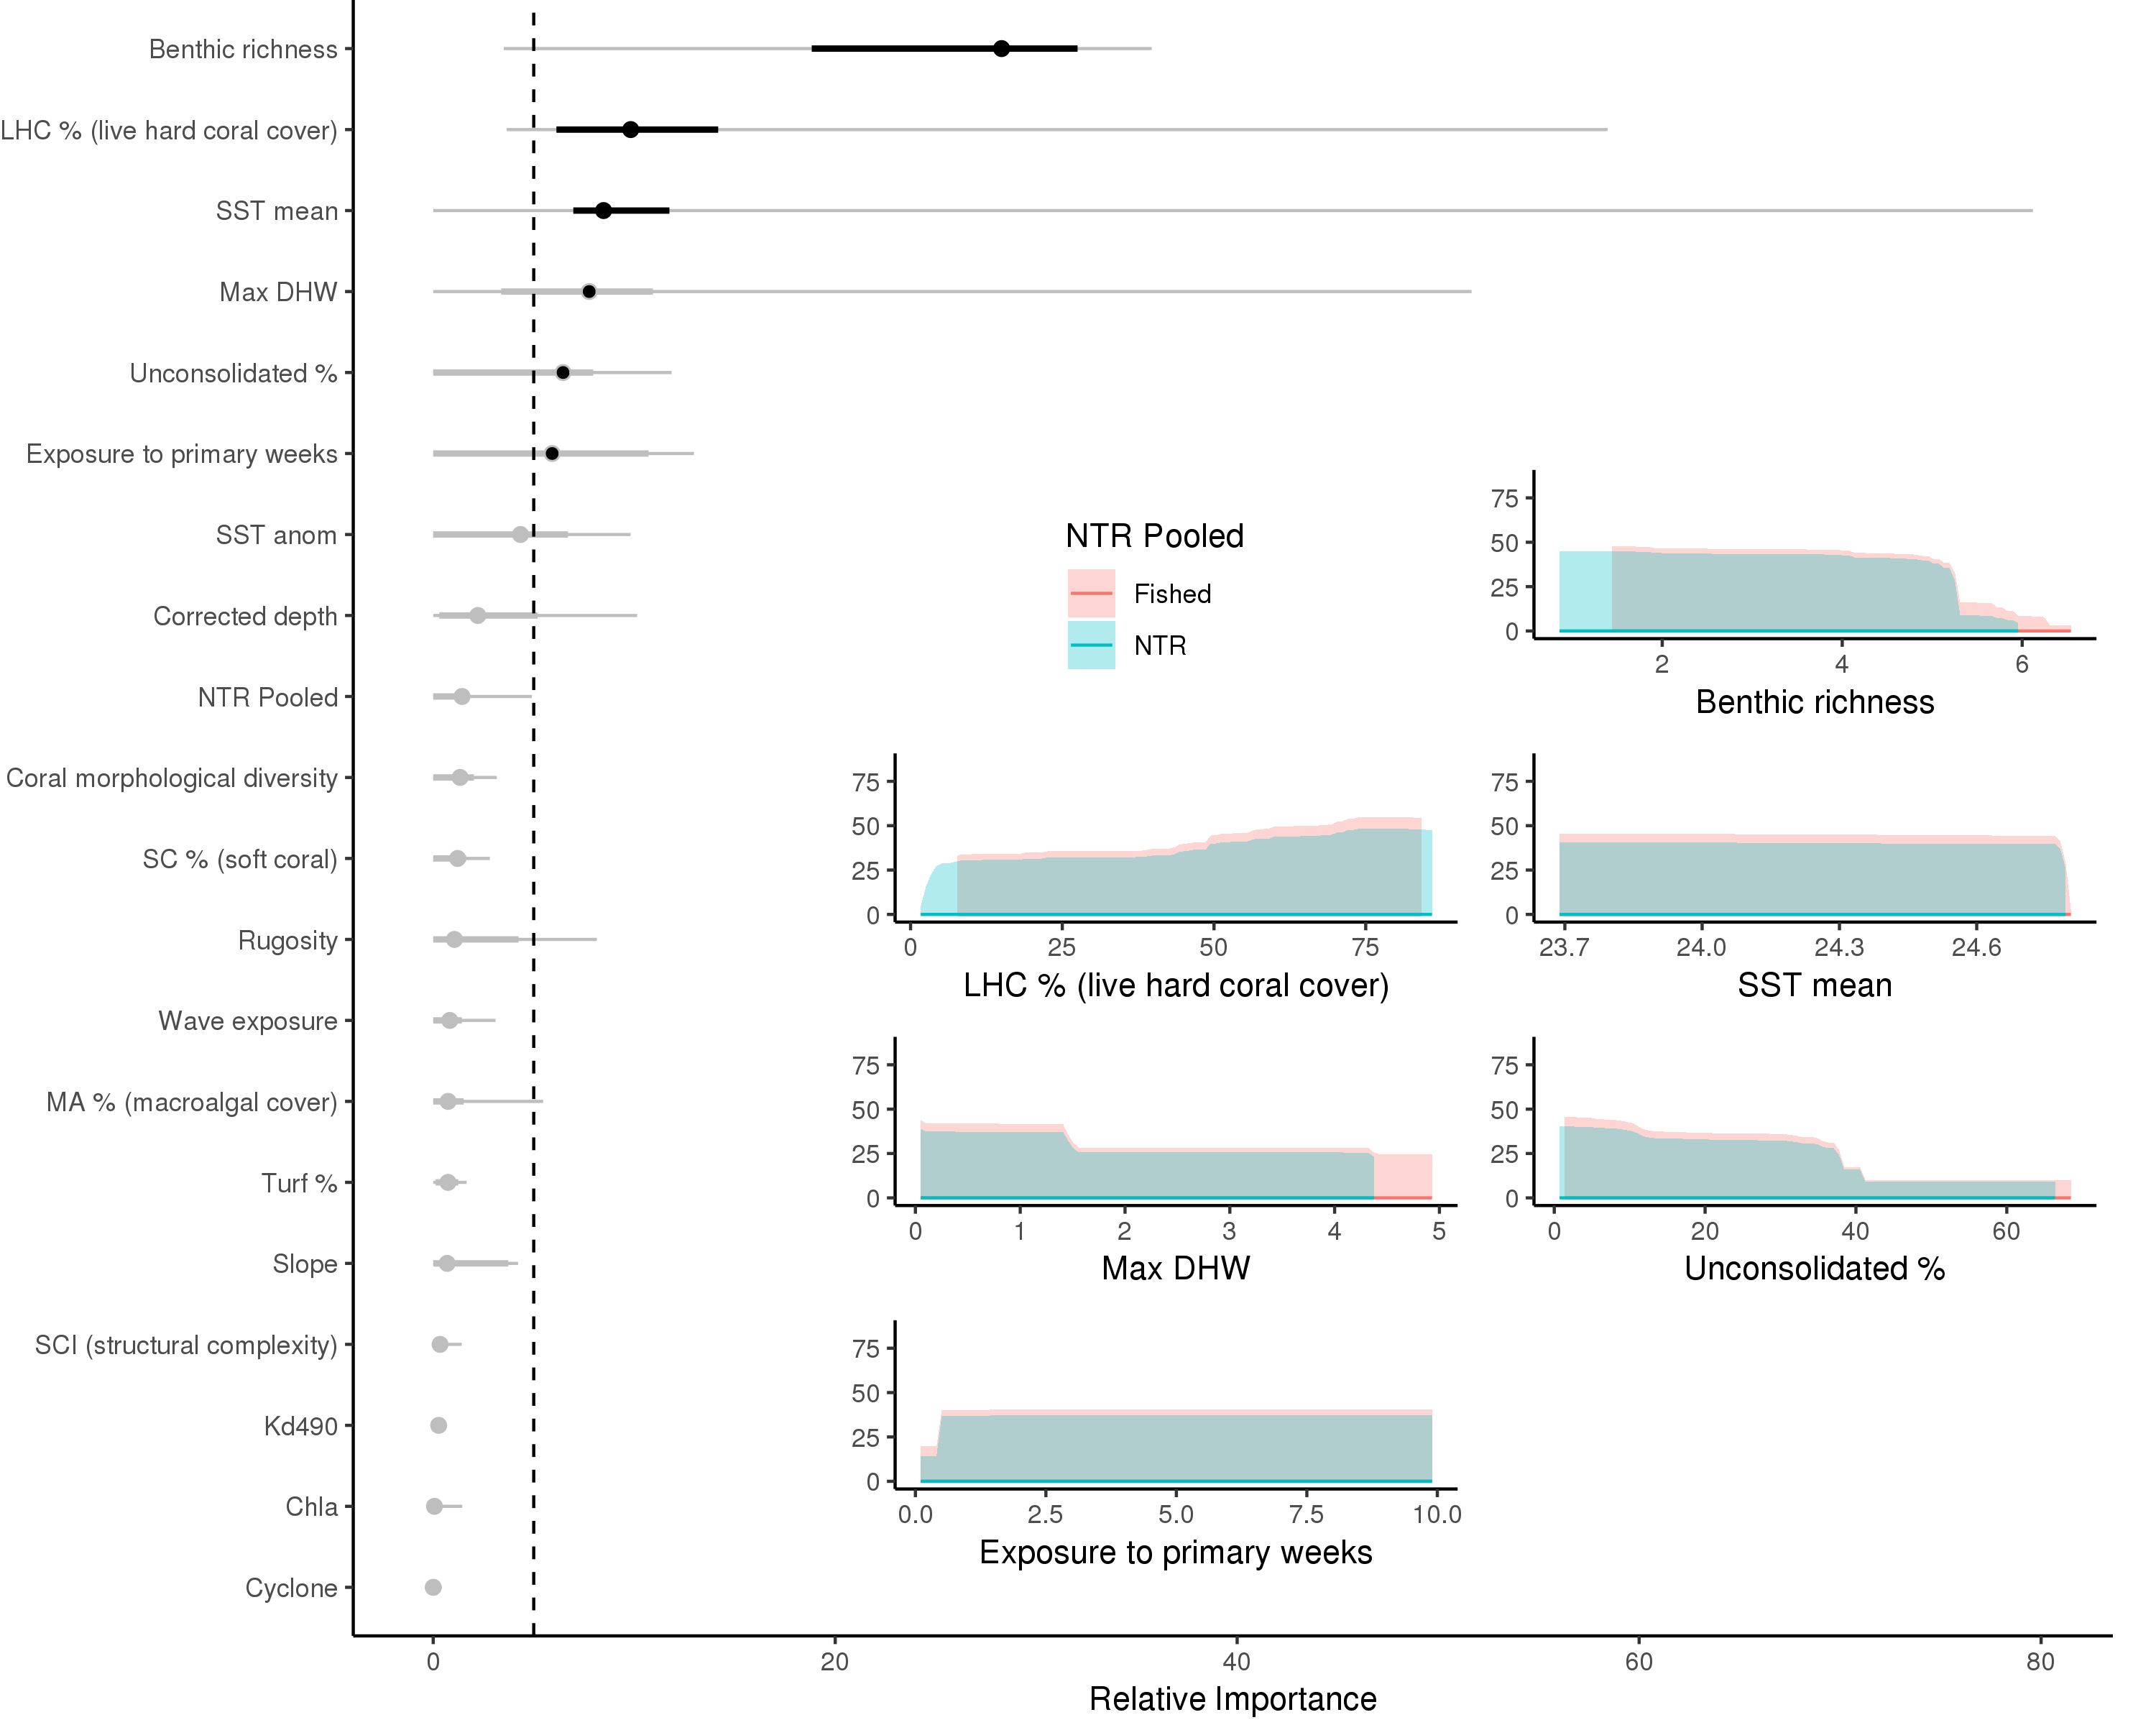 Benthic richness
LHC % (live hard coral cover)
SST mean
Max DHW
Unconsolidated %
Exposure to primary weeks
SST anom
Corrected depth
NTR Pooled
Coral morphological diversity
SC % (soft coral)
Rugosity
Wave exposure
MA % (macroalgal cover)
Turf %
Slope
SCI (structural complexity)
Kd490
Chla
Cyclone
0 20 40 60 80
Relative Importance
NTR Pooled
Fished
NTR
75
50
25
0
2 4 6
Benthic richness
75
50
25
0
0 25 50 75
LHC % (live hard coral cover)
75
50
25
0
23.7 24.0 24.3 24.6
SST mean
75
50
25
0
0 1 2 3 4 5
Max DHW
75
50
25
0
0 20 40 60
Unconsolidated %
75
50
25
0
0.0 2.5 5.0 7.5 10.0
Exposure to primary weeks